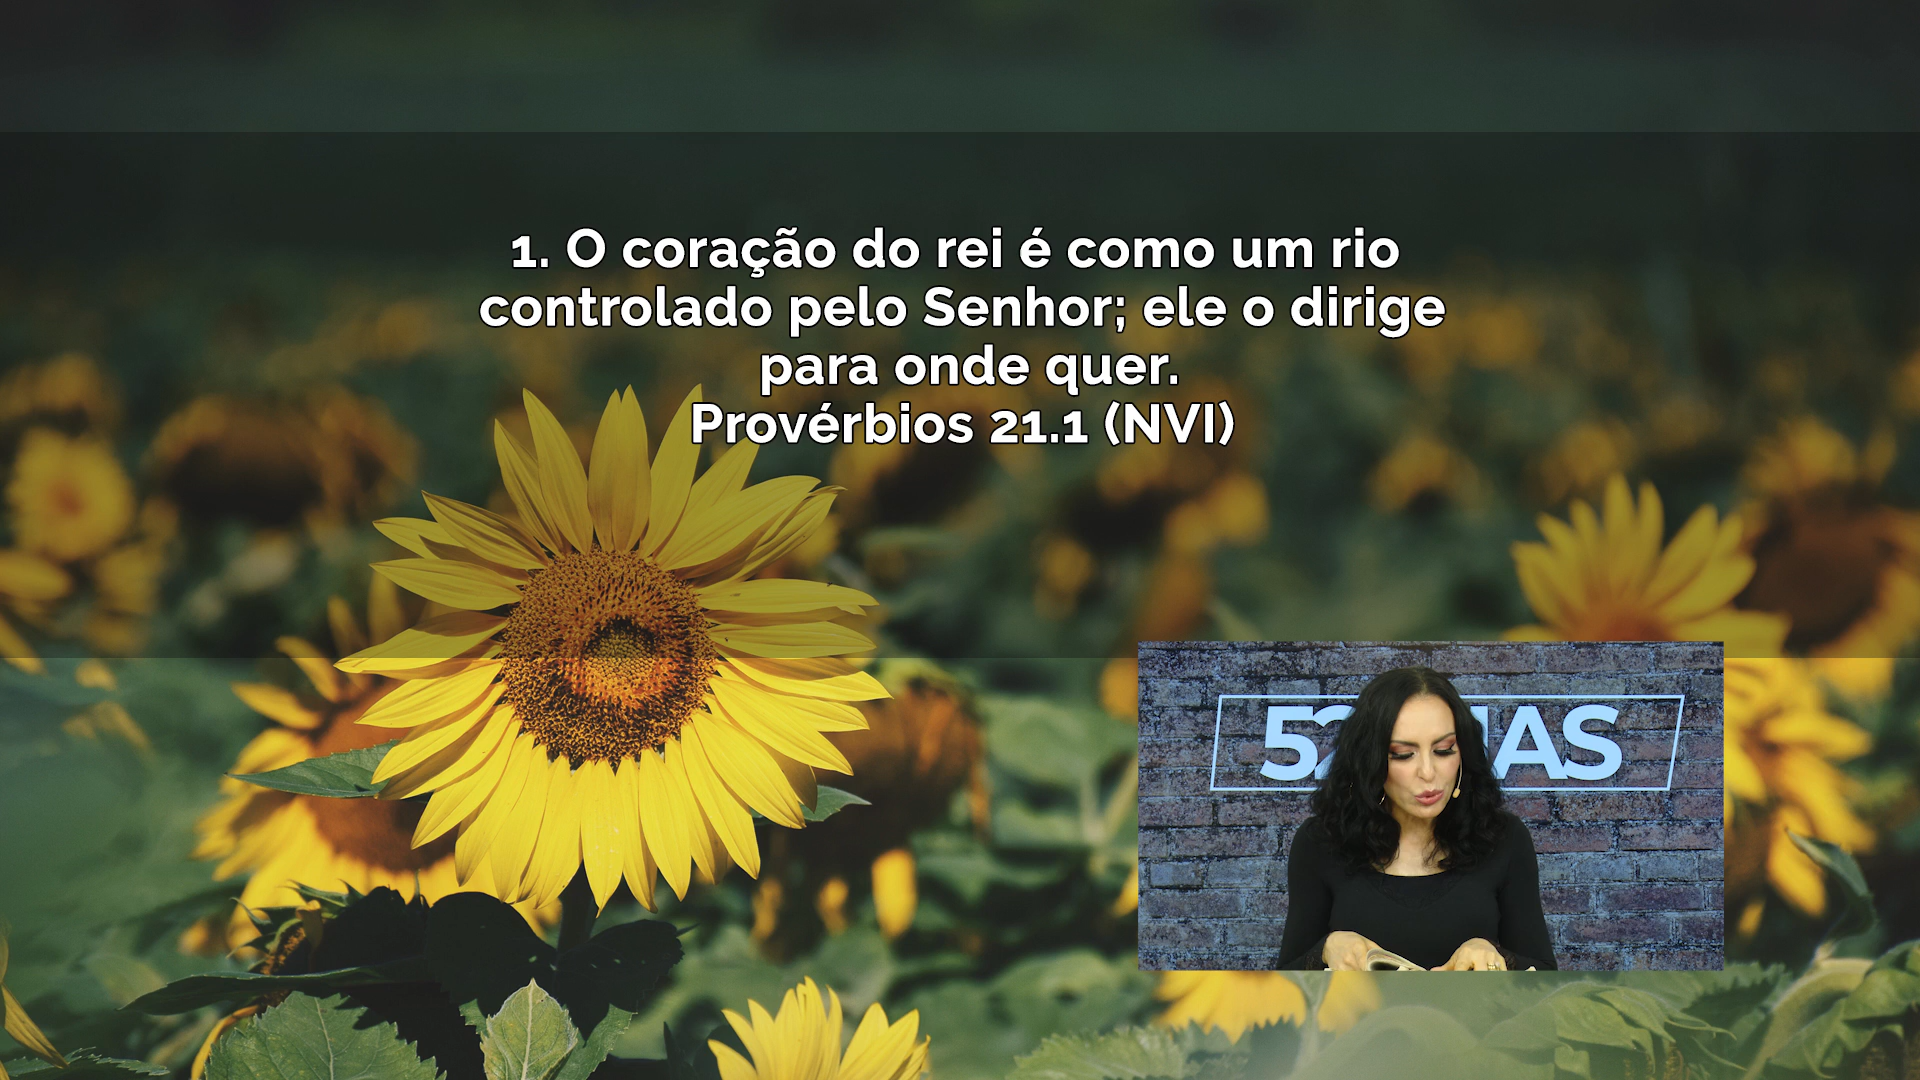 1. O coração do rei é como um rio
controlado pelo Senhor; ele o dirige
para onde quer.
Provérbios 21.1 (NVI)